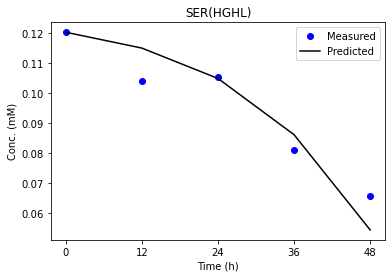 SER(HGHL)
Measured
Predicted
Conc. (mM)
0.12
0.11
0.10
0.09
0.08
0.07
0.06
0 12 24 36 48
Time (h)